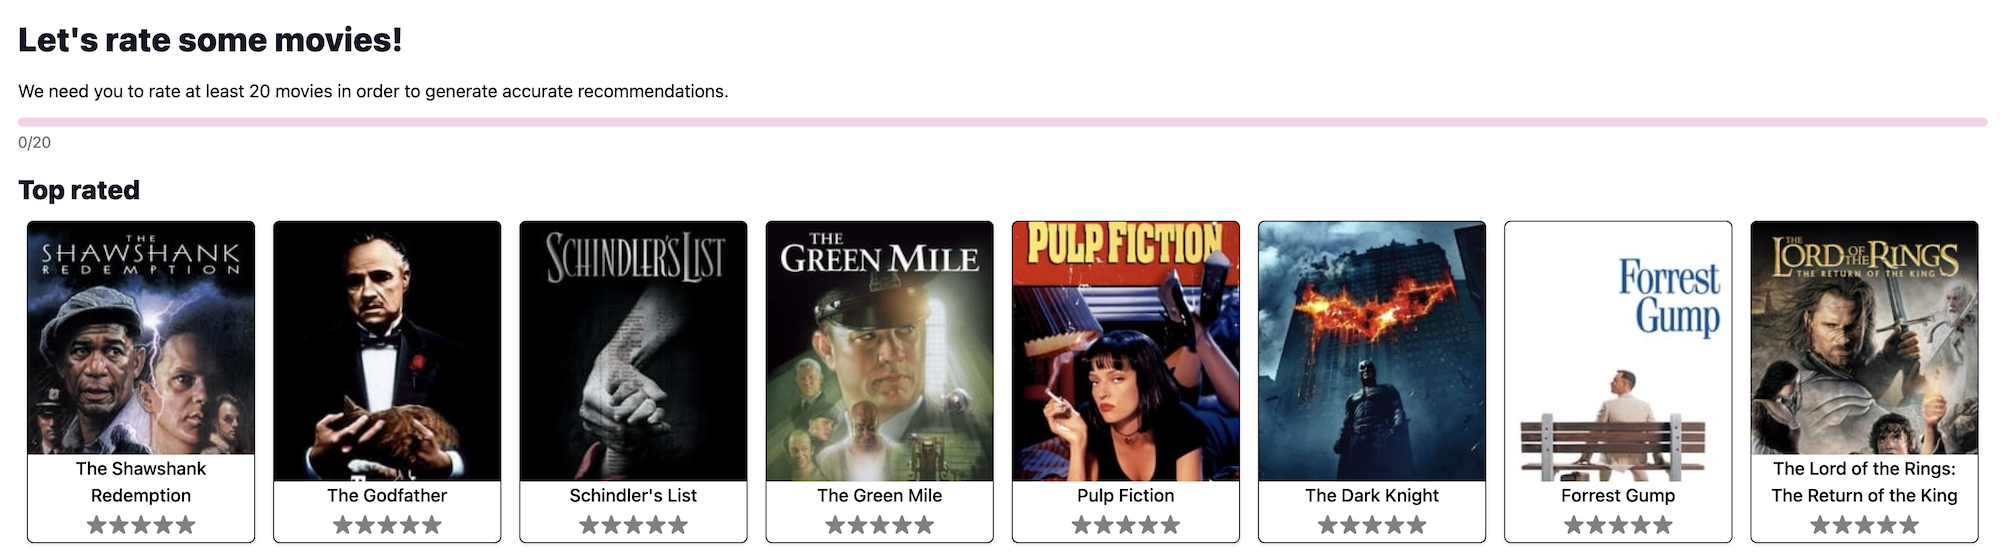 Let's rate some movies!
We need you to rate at least 20 movies in order to generate accurate recommendations.
0/20
Top rated
THE
SHAWSHANK
REDEMPTION
SCHINDLER'S LIST
THE
GREEN MILE
PULP FICTION
Forrest
Gump
THE
LORD OF THE RINGS
THE RETURN OF THE KING
The Shawshank
Redemption
The Godfather
Schindler's List
The Green Mile
Pulp Fiction
The Dark Knight
Forrest Gump
The Lord of the Rings:
The Return of the King